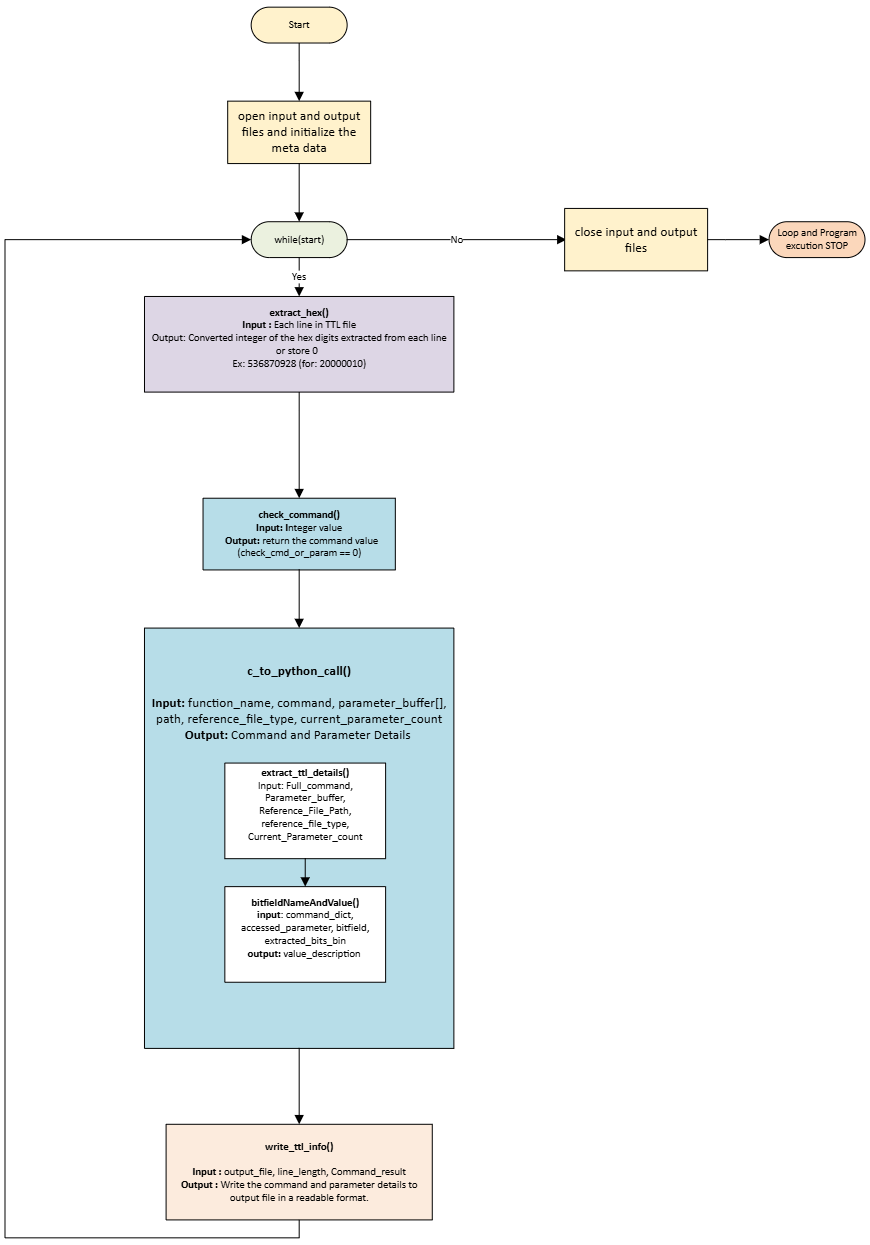 Start
open input and output
files and initialize the
meta data
while(start)
No
close input and output
files
Loop and Program
excution STOP
Yes
extract_hex()
Input : Each line in TTL file
Output: Converted integer of the hex digits extracted from each line
or store 0
Ex: 536870928 (for: 20000010)
check_command()
Input: Integer value
Output: return the command value
(check_cmd_or_param == 0)
c_to_python_call()
Input: function_name, command, parameter_buffer[],
path, reference_file_type, current_parameter_count
Output: Command and Parameter Details
extract_ttl_details()
Input: Full_command,
Parameter_buffer,
Reference_File_Path,
reference_file_type,
Current_Parameter_count
bitfieldNameAndValue()
input: command_dict,
accessed_parameter, bitfield,
extracted_bits_bin
output: value_description
write_ttl_info()
Input : output_file, line_length, Command_result
Output : Write the command and parameter details to
output file in a readable format.